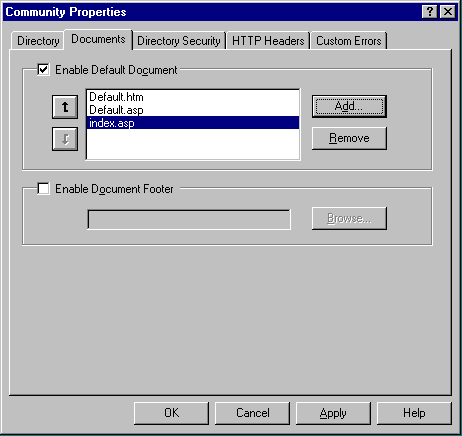 Community Properties
Directory Documents Directory Security HTTP Headers Custom Errors
Enable Default Document
Default.htm
Default.asp
index.asp
Add...
Remove
Enable Document Footer
Browse...
OK Cancel Apply Help